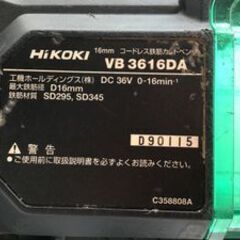 HiKOKI
16mm コードレス鉄筋カットベンダ
VB 3616DA
工機ホールディングス(株) DC 36V 0-16min-1
最大鉄筋径 D16mm
鉄筋材質 SD295, SD345
D90115
警告
●ご使用前に取扱説明書を必ずよくお読みください。
C358808A